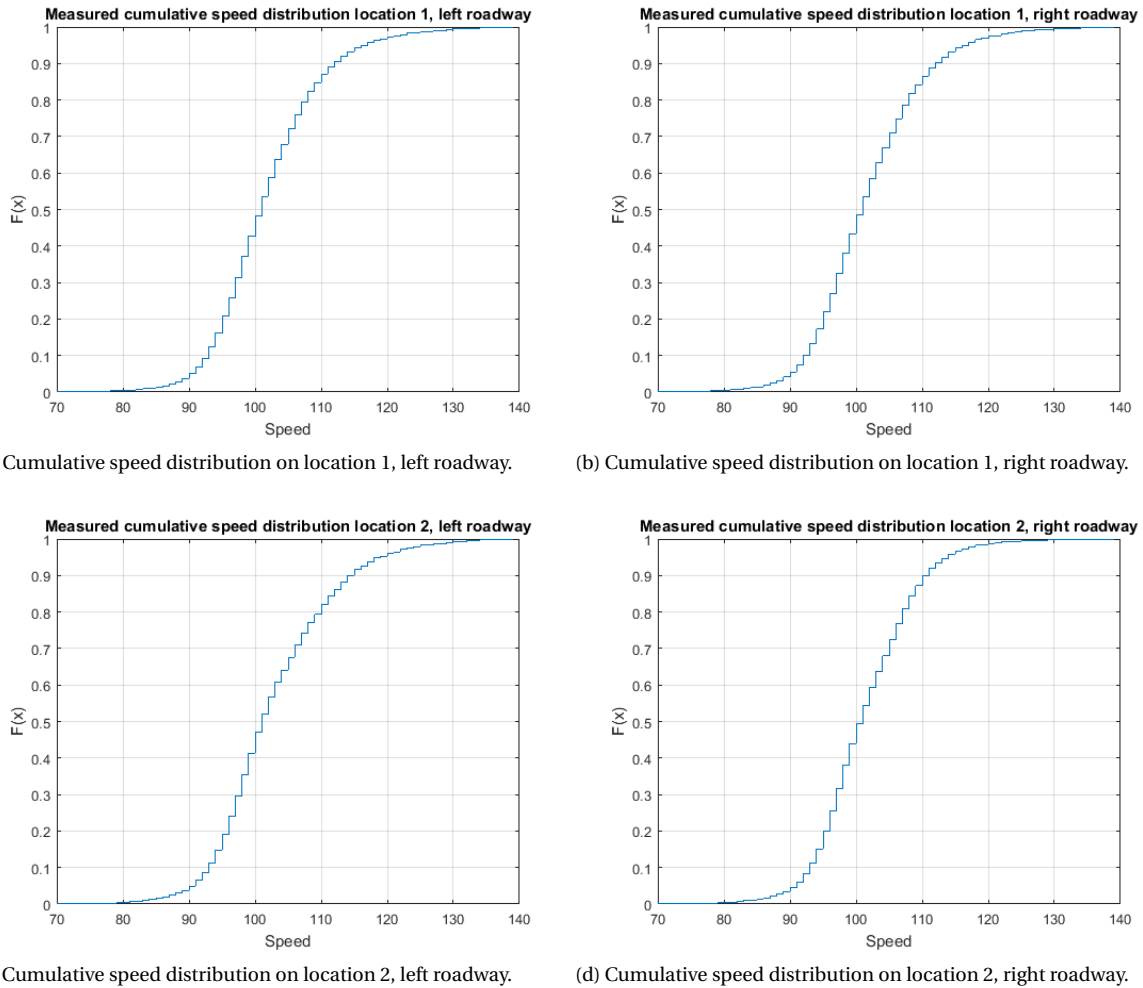 Measured cumulative speed distribution location 1, left roadway
1
0.9
0.8
0.7
0.6
0.5
0.4
0.3
0.2
0.1
0
F(x)
70 80 90 100 110 120 130 140
Speed
Cumulative speed distribution on location 1, left roadway.
Measured cumulative speed distribution location 1, right roadway
1
0.9
0.8
0.7
0.6
0.5
0.4
0.3
0.2
0.1
0
F(x)
70 80 90 100 110 120 130 140
Speed
(b) Cumulative speed distribution on location 1, right roadway.
Measured cumulative speed distribution location 2, left roadway
1
0.9
0.8
0.7
0.6
0.5
0.4
0.3
0.2
0.1
0
F(x)
70 80 90 100 110 120 130 140
Speed
Cumulative speed distribution on location 2, left roadway.
Measured cumulative speed distribution location 2, right roadway
1
0.9
0.8
0.7
0.6
0.5
0.4
0.3
0.2
0.1
0
F(x)
70 80 90 100 110 120 130 140
Speed
(d) Cumulative speed distribution on location 2, right roadway.